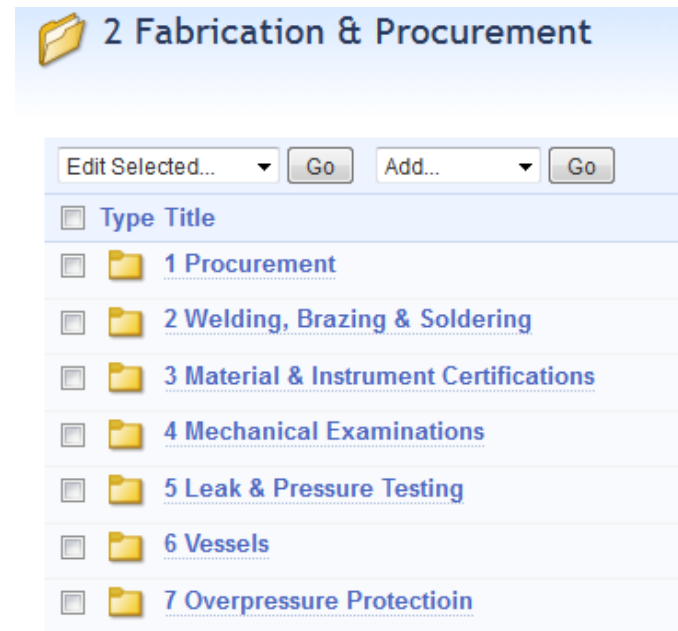 2 Fabrication & Procurement
Edit Selected... Go Add... Go
Type Title
1 Procurement
2 Welding, Brazing & Soldering
3 Material & Instrument Certifications
4 Mechanical Examinations
5 Leak & Pressure Testing
6 Vessels
7 Overpressure Protectioin